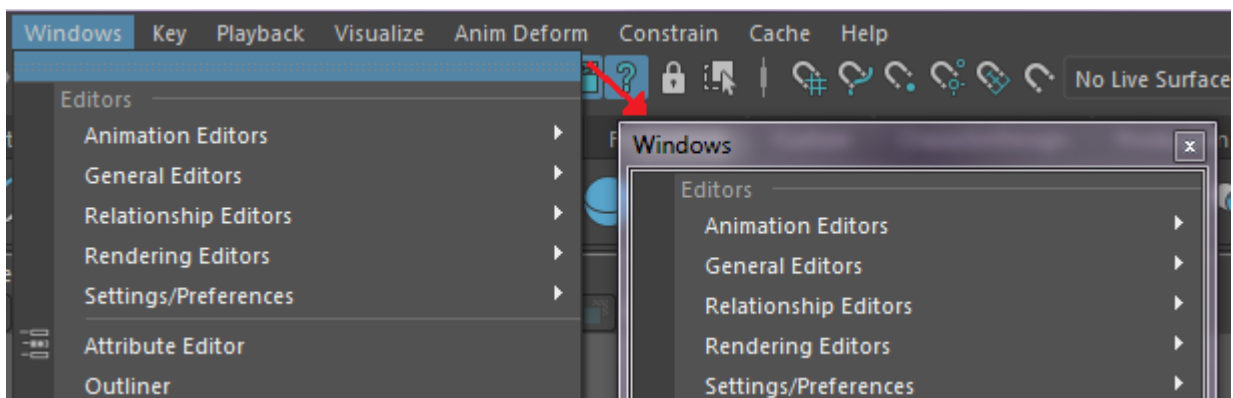 Windows Key Playback Visualize Anim Deform Constrain Cache Help
No Live Surface
Editors
Animation Editors
General Editors
Relationship Editors
Rendering Editors
Settings/Preferences
Attribute Editor
Outliner
Windows
Editors
Animation Editors
General Editors
Relationship Editors
Rendering Editors
Settings/Preferences